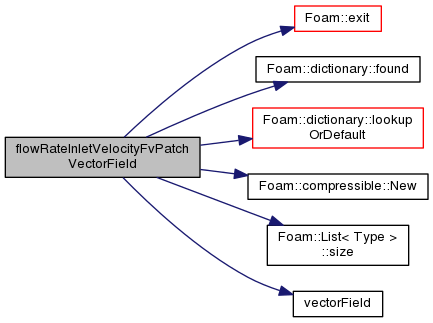 Foam::exit
Foam::dictionary::found
Foam::dictionary::lookup
OrDefault
flowRateInletVelocityFvPatch
VectorField
Foam::compressible::New
Foam::List< Type >
::size
vectorField